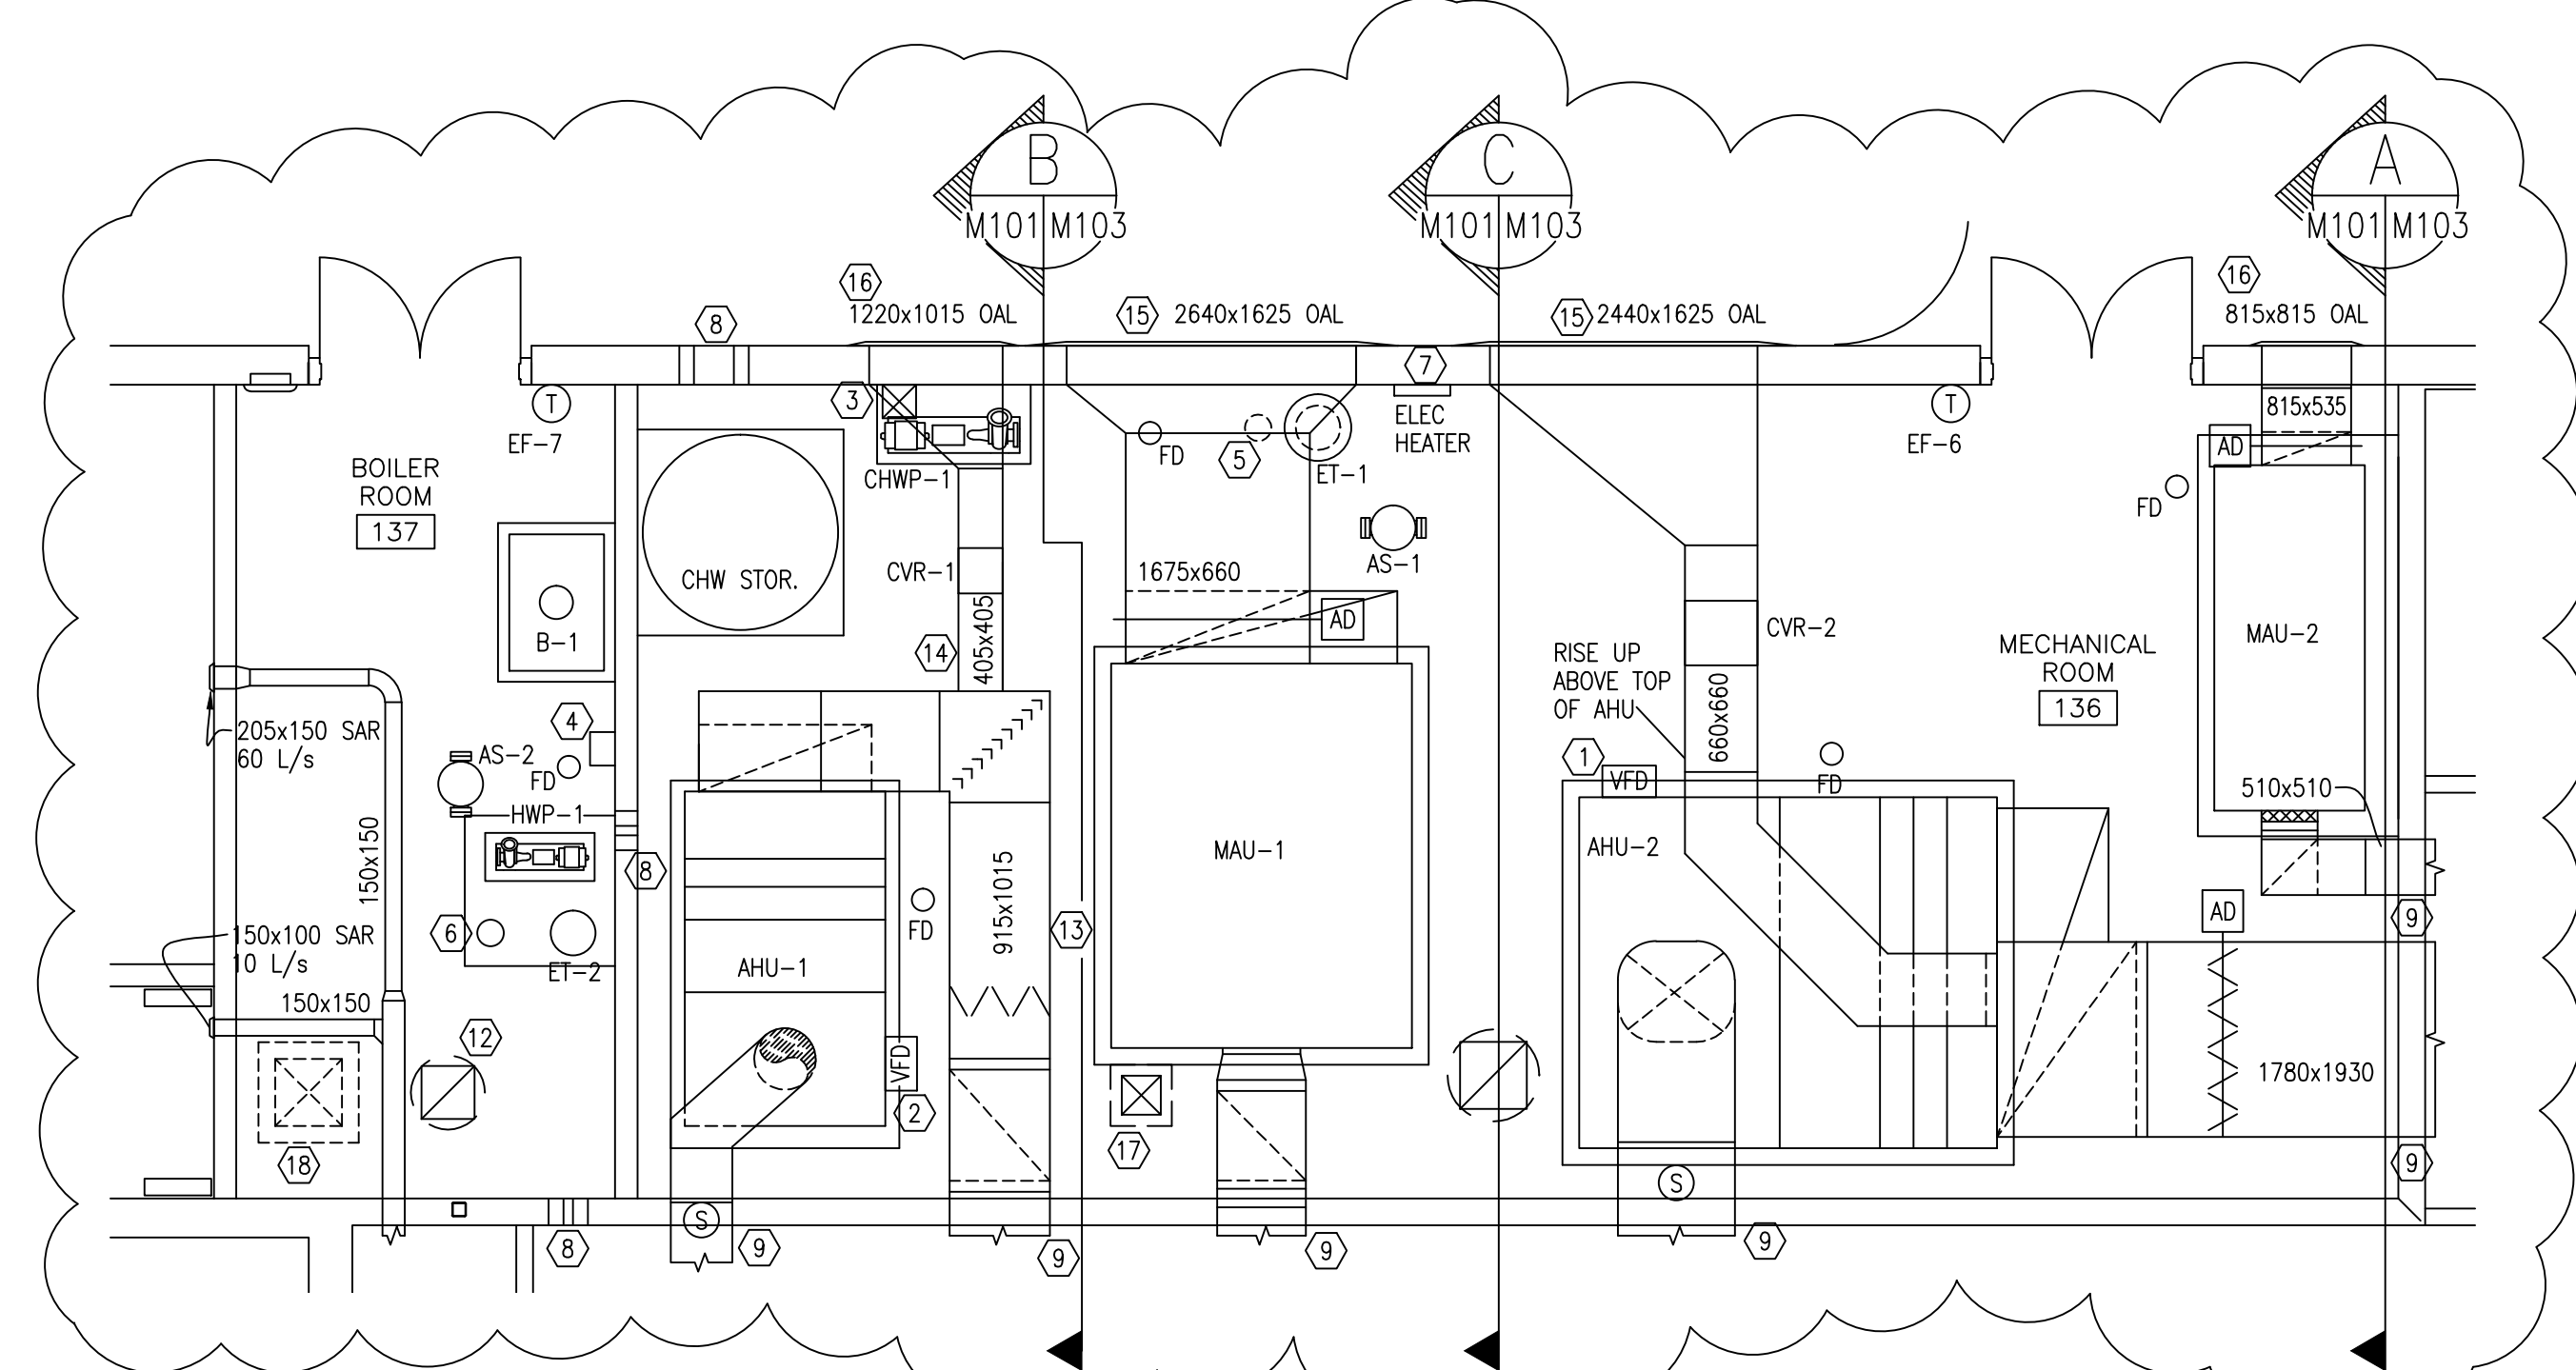 B
M101 M103
C
M101 M103
A
M101 M103
16
1220x1015 OAL
15 2640x1625 OAL
15 2440x1625 OAL
16
815x815 OAL
8
7
3
T
EF-7
ELEC
HEATER
T
EF-6
815x535
AD
FD
5
ET-1
CHWP-1
BOILER
ROOM
137
FD
AS-1
CHW STOR.
CVR-1
1675x660
B-1
AD
CVR-2
MAU-2
14
405x405
RISE UP
ABOVE TOP
OF AHU
660x660
MECHANICAL
ROOM
136
205x150 SAR
60 L/s
4
AS-2
FD
HWP-1
1
VFD
FD
510x510
150x150
8
915x1015
MAU-1
AHU-2
FD
13
AD
9
6
150x100 SAR
10 L/s
ET-2
AHU-1
150x150
12
VFD
2
1780x1930
17
18
S
9
S
8
9
9
9
9